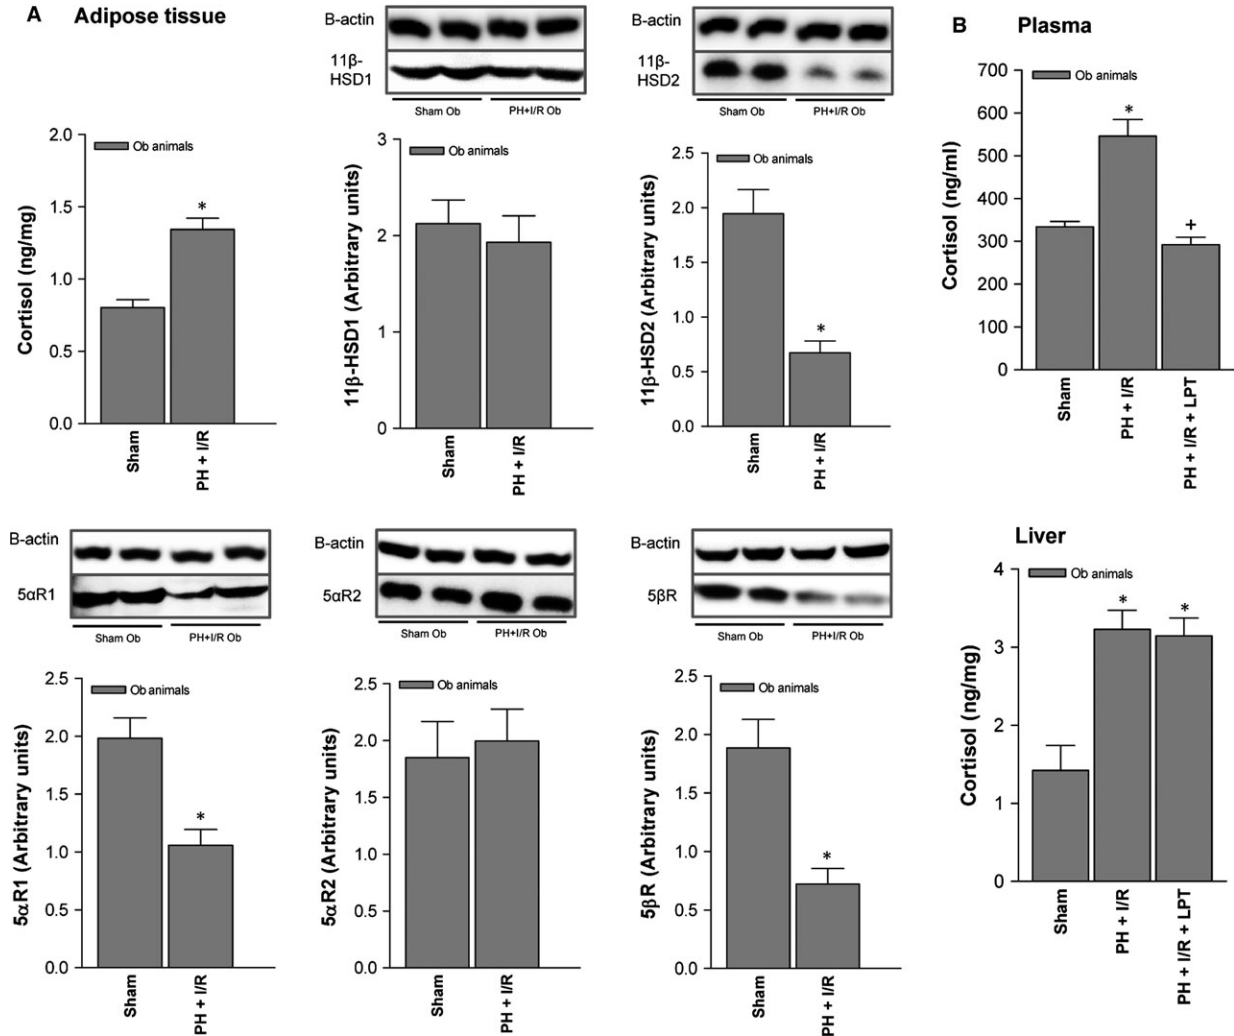 A Adipose tissue
B-actin
11β-
HSD1
Sham Ob PH+I/R Ob
B-actin
11β-
HSD2
Sham Ob PH+I/R Ob
B Plasma
2.0
1.5
1.0
0.5
0.0
Cortisol (ng/mg)
Ob animals
*
Sham
PH + I/R
3
2
1
0
11β-HSD1 (Arbitrary units)
Ob animals
Sham
PH + I/R
2.5
2.0
1.5
1.0
0.5
0.0
11β-HSD2 (Arbitrary units)
Ob animals
*
Sham
PH + I/R
700
600
500
400
300
200
100
0
Cortisol (ng/ml)
Ob animals
*
+
Sham
PH + I/R
PH + I/R + LPT
B-actin
5αR1
Sham Ob PH+I/R Ob
B-actin
5αR2
Sham Ob PH+I/R Ob
B-actin
5βR
Sham Ob PH+I/R Ob
Liver
2.5
2.0
1.5
1.0
0.5
0.0
5αR1 (Arbitrary units)
Ob animals
*
Sham
PH + I/R
2.5
2.0
1.5
1.0
0.5
0.0
5αR2 (Arbitrary units)
Ob animals
Sham
PH + I/R
2.5
2.0
1.5
1.0
0.5
0.0
5βR (Arbitrary units)
Ob animals
*
Sham
PH + I/R
4
3
2
1
0
Cortisol (ng/mg)
Ob animals
*
*
Sham
PH + I/R
PH + I/R + LPT